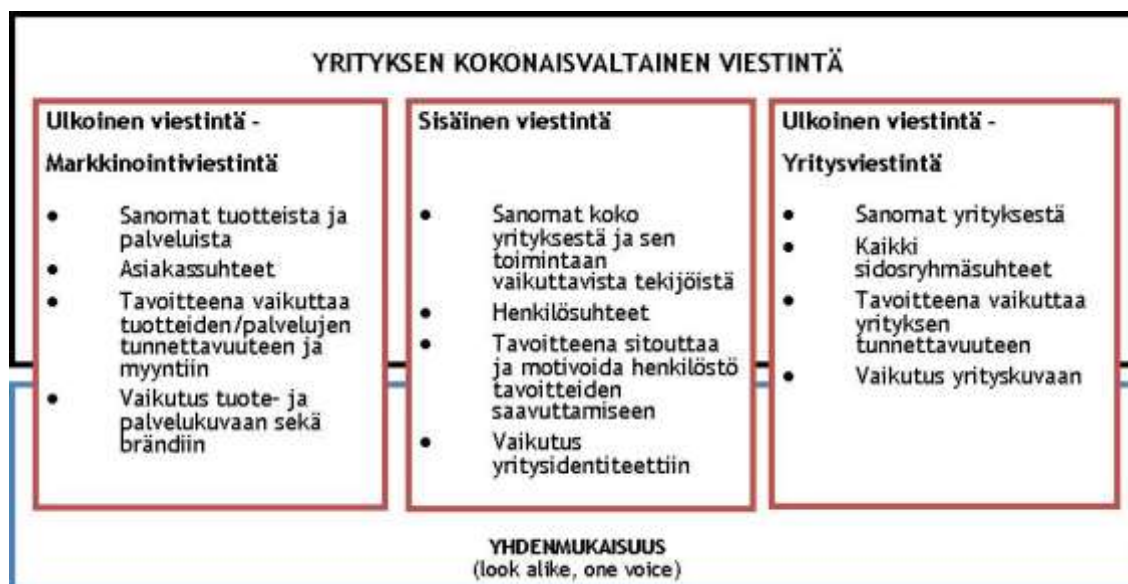 YRITYKSEN KOKONAISVALTAINEN VIESTINTÄ
Ulkoinen viestintä -
Markkinointiviestintä
● Sanomat tuotteista ja
palveluista
● Asiakassuhteet
● Tavoitteena vaikuttaa
tuotteiden/palvelujen
tunnettavuuteen ja
myyntiin
● Vaikutus tuote- ja
palvelukuvaan sekä
brändiin
Sisäinen viestintä
● Sanomat koko
yrityksestä ja sen
toimintaan
vaikuttavista tekijöistä
● Henkilösuhteet
● Tavoitteena sitouttaa
ja motivoida henkilöstö
tavoitteiden
saavuttamiseen
● Vaikutus
yritysidentiteettiin
Ulkoinen viestintä -
Yritysviestintä
● Sanomat yrityksestä
● Kaikki
sidosryhmäsuhteet
● Tavoitteena vaikuttaa
yrityksen
tunnettavuuteen
● Vaikutus yrityskuvaan
YHDENMUKAISUUS
(look alike, one voice)